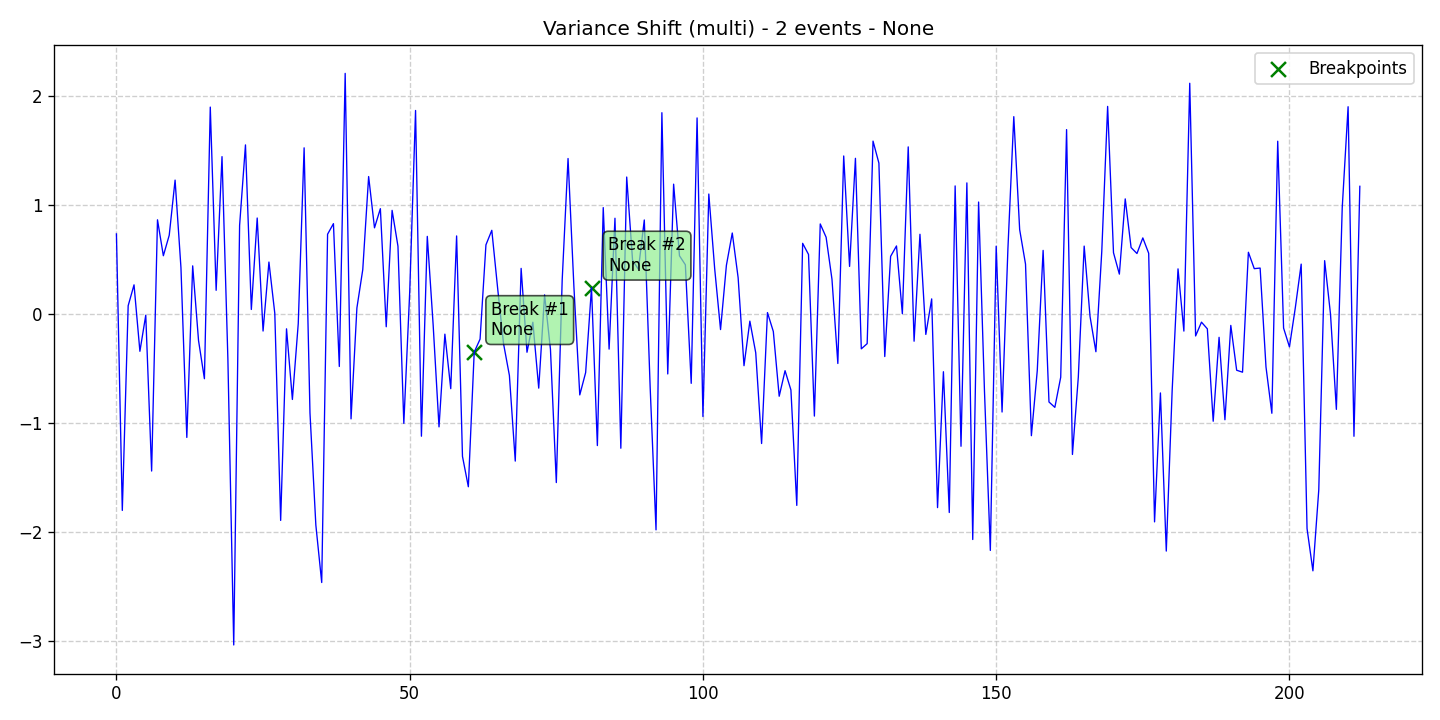 Variance Shift (multi) - 2 events - None
Breakpoints
2
1
0
−1
−2
−3
Break #1
None
Break #2
None
0
50
100
150
200